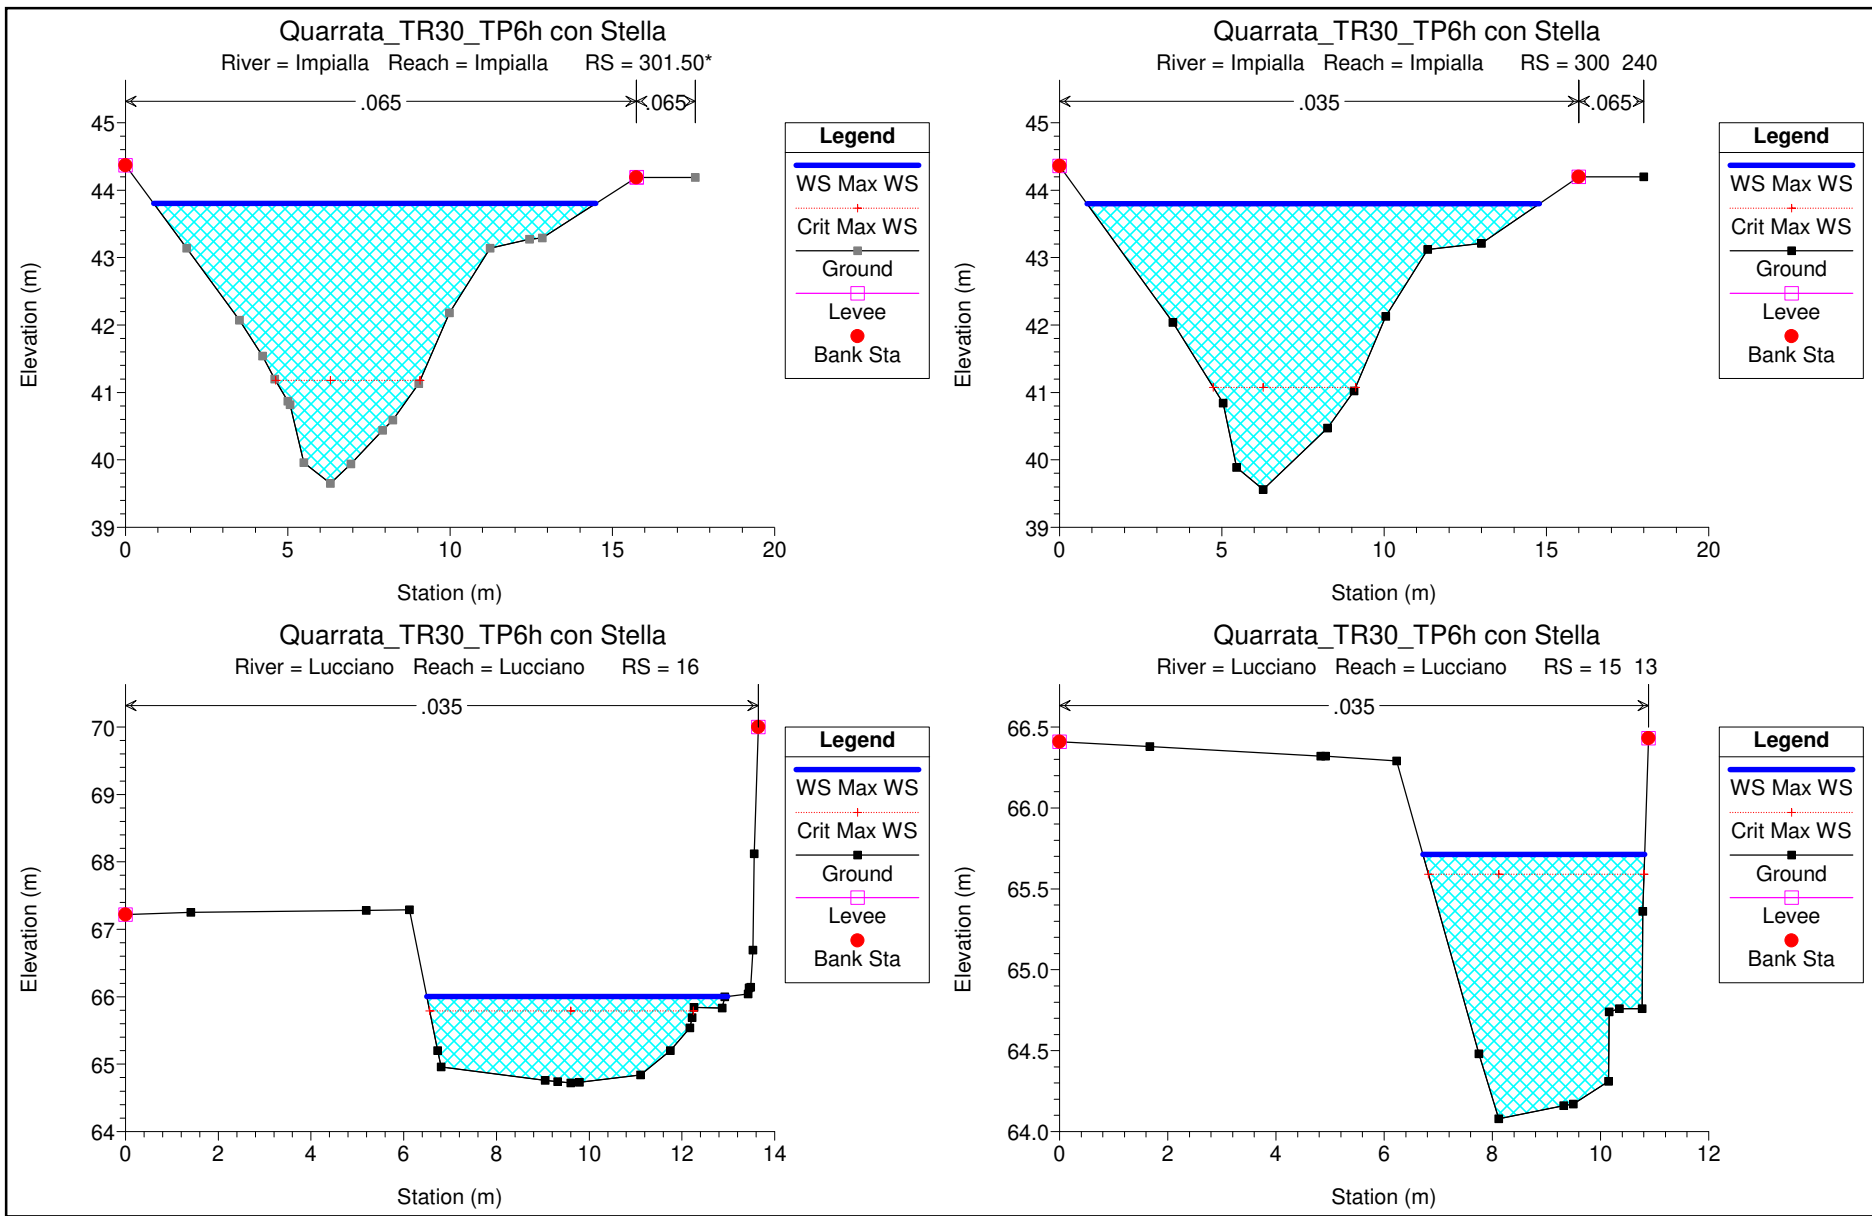 Quarrata_TR30_TP6h con Stella
River = Impialla Reach = Impialla RS = 301.50*
.065
.065
45
44
43
42
41
40
39
0
5
10
15
20
Elevation (m)
Station (m)
Legend
WS Max WS
Crit Max WS
Ground
Levee
Bank Sta
Quarrata_TR30_TP6h con Stella
River = Impialla Reach = Impialla RS = 300 240
.035
.065
45
44
43
42
41
40
39
0
5
10
15
20
Elevation (m)
Station (m)
Legend
WS Max WS
Crit Max WS
Ground
Levee
Bank Sta
Quarrata_TR30_TP6h con Stella
River = Lucciano Reach = Lucciano RS = 16
.035
70
69
68
67
66
65
64
0
2
4
6
8
10
12
14
Elevation (m)
Station (m)
Legend
WS Max WS
Crit Max WS
Ground
Levee
Bank Sta
Quarrata_TR30_TP6h con Stella
River = Lucciano Reach = Lucciano RS = 15 13
.035
66.5
66.0
65.5
65.0
64.5
64.0
0
2
4
6
8
10
12
Elevation (m)
Station (m)
Legend
WS Max WS
Crit Max WS
Ground
Levee
Bank Sta